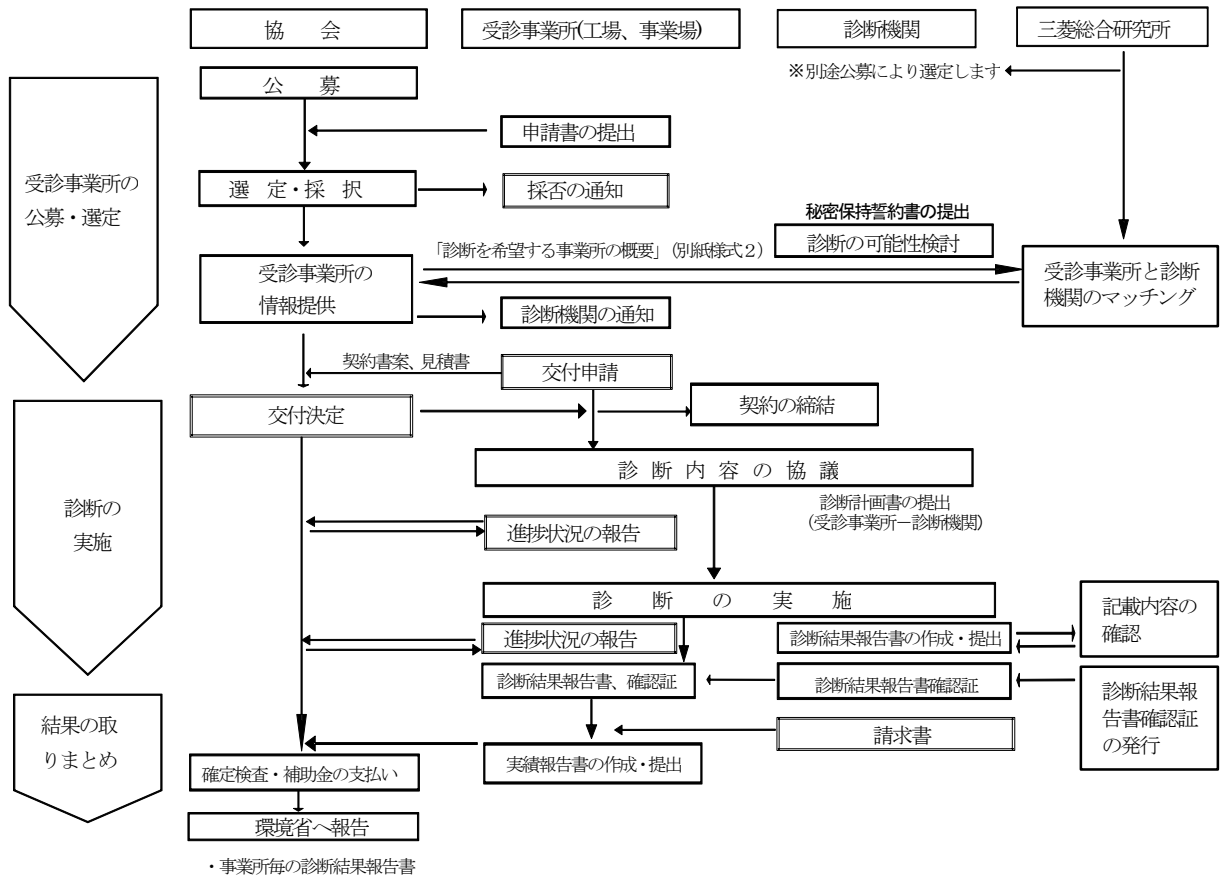 協　会
受診事業所(工場、事業場)
診断機関
三菱総合研究所
※別途公募により選定します
公　募
申請書の提出
受診事業所の
公募・選定
選　定・採　択
採否の通知
秘密保持誓約書の提出
診断の可能性検討
「診断を希望する事業所の概要」(別紙様式２)
受診事業所の
情報提供
受診事業所と診断
機関のマッチング
診断機関の通知
契約書案、見積書
交付申請
交付決定
契約の締結
診　断　内　容　の　協　議
診断の
実施
診断計画書の提出
(受診事業所－診断機関)
進捗状況の報告
診　断　の　実　施
記載内容の
確認
進捗状況の報告
診断結果報告書の作成・提出
診断結果報告書、確認証
診断結果報告書確認証
診断結果報
告書確認証
の発行
結果の取
りまとめ
請求書
実績報告書の作成・提出
確定検査・補助金の支払い
環境省へ報告
・事業所毎の診断結果報告書